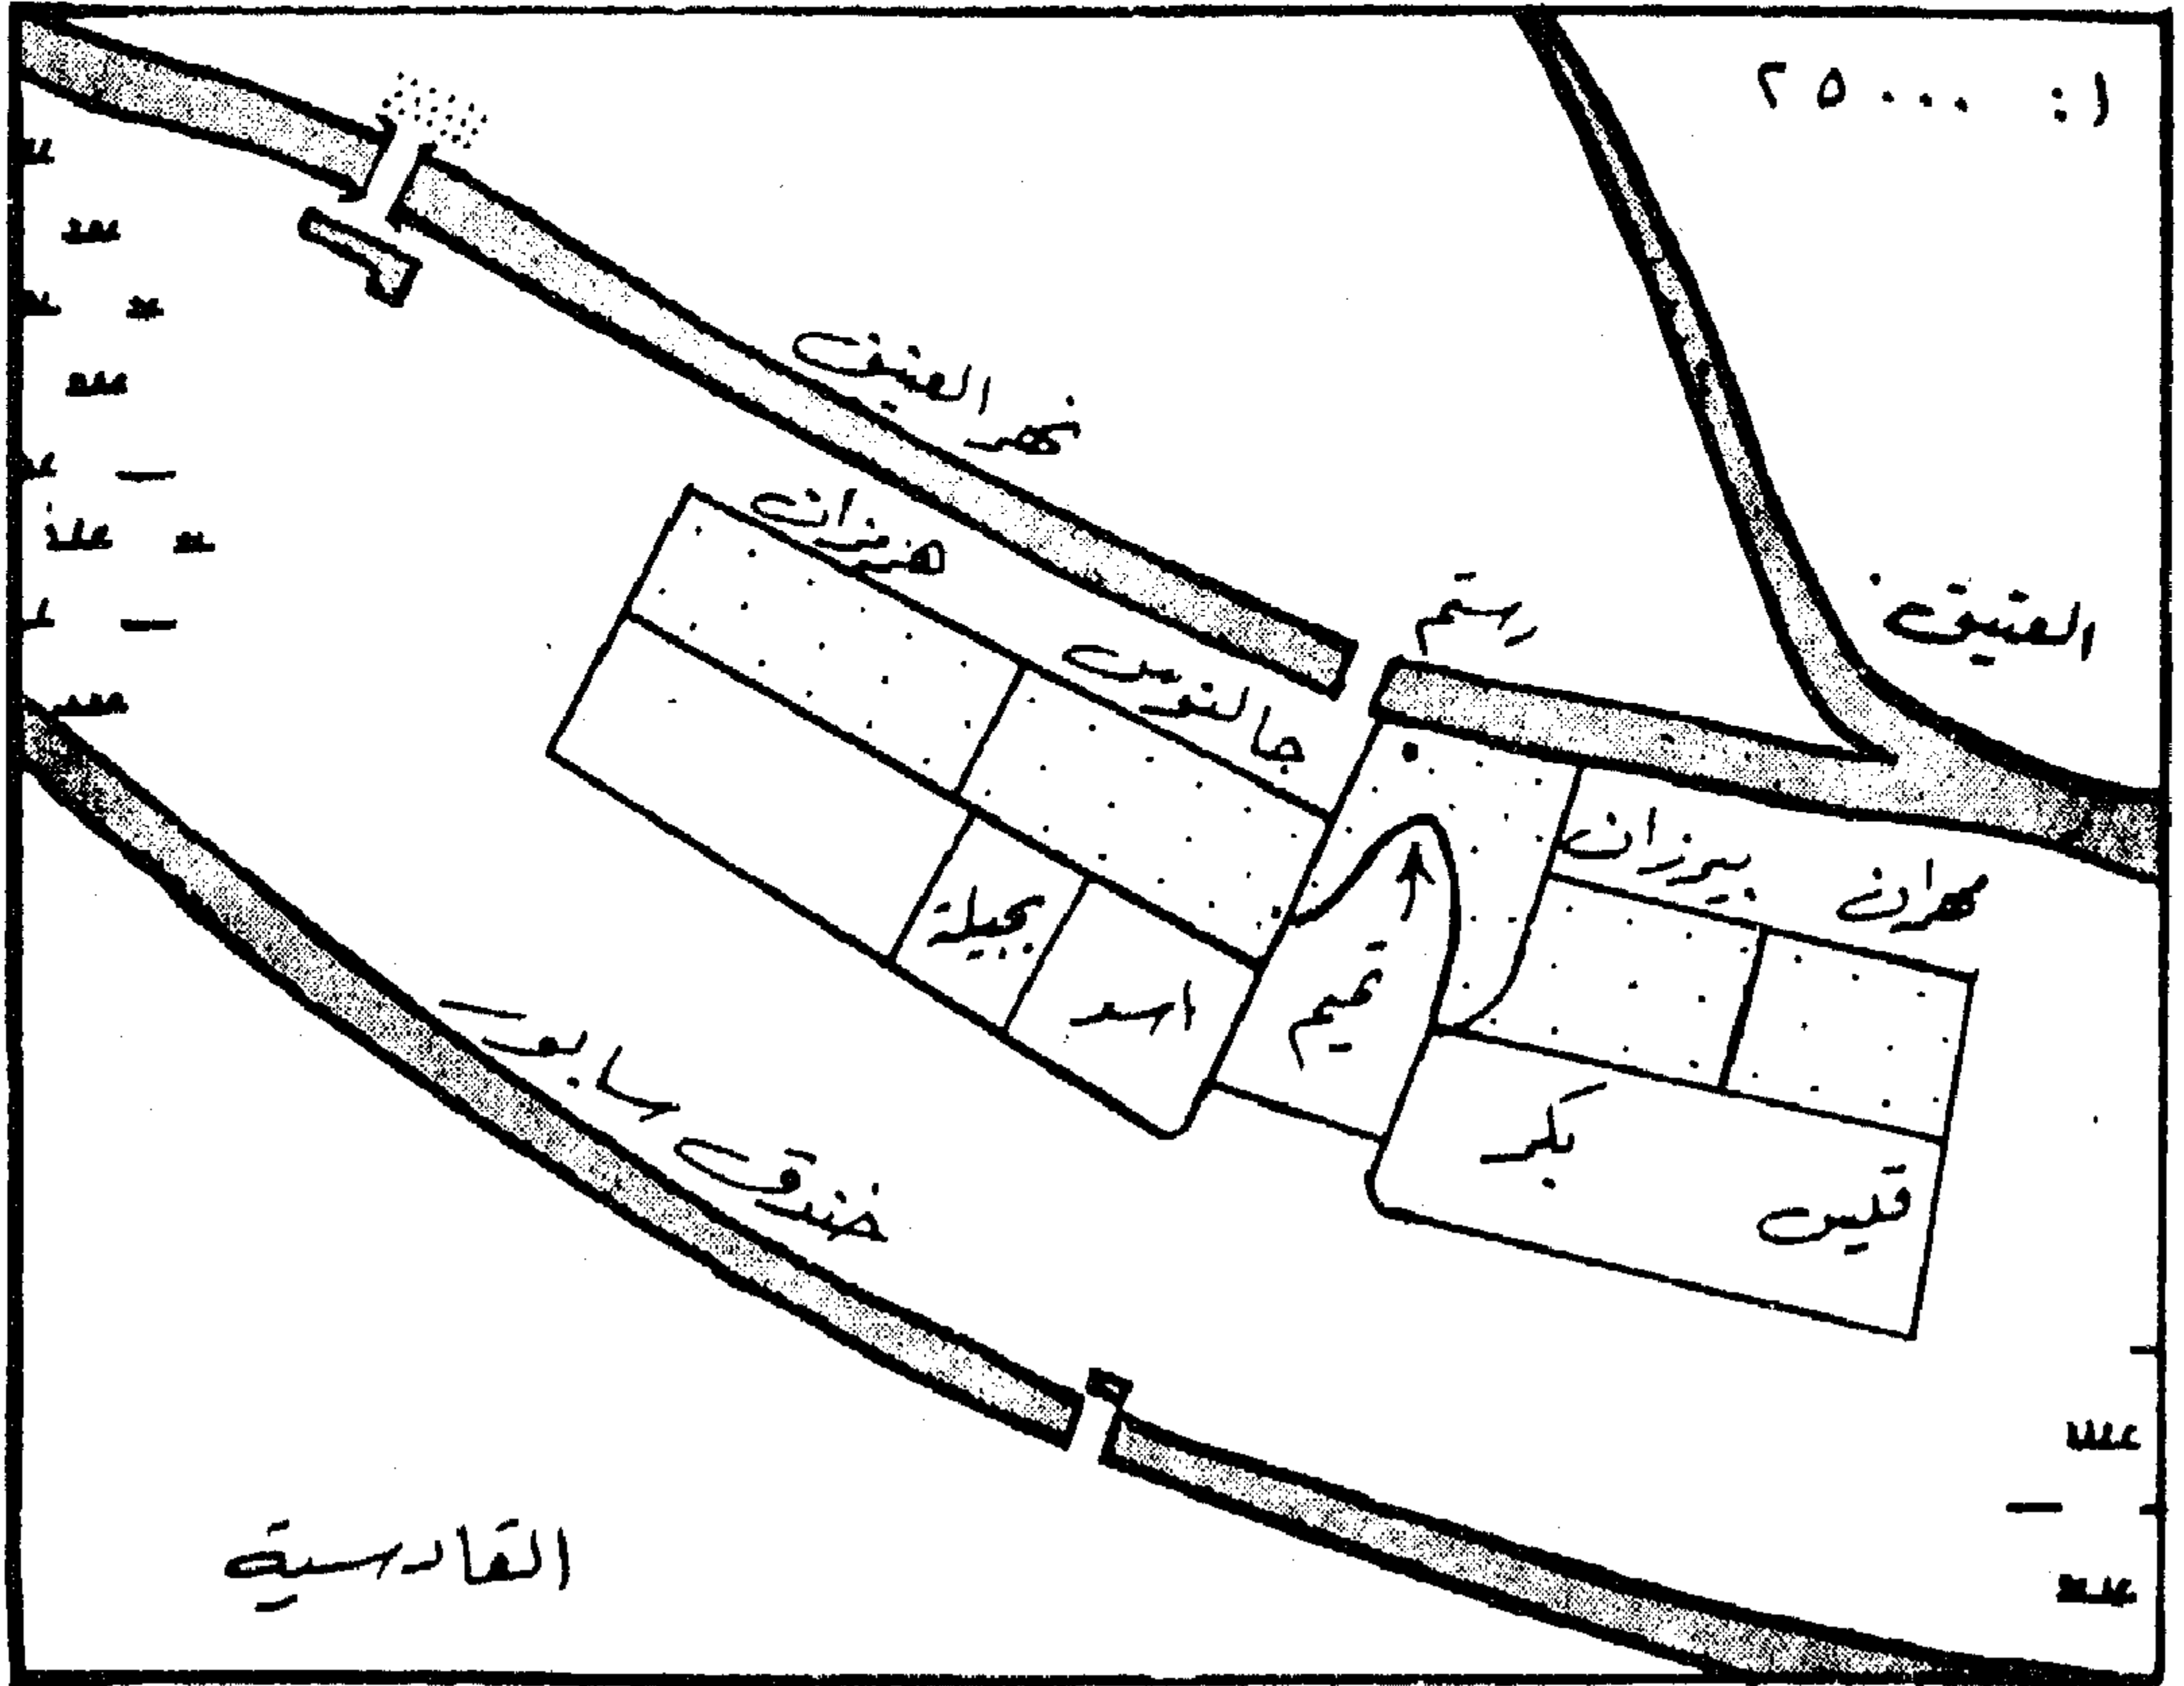 ١ : ٢٥٠٠٠
نهر العتيق
العتيق
هرمزان
جالنوس
رستم
بيرزان
مهران
بجيلة
اسد
تميم
بكر
قيس
خندق سابور
القادسية